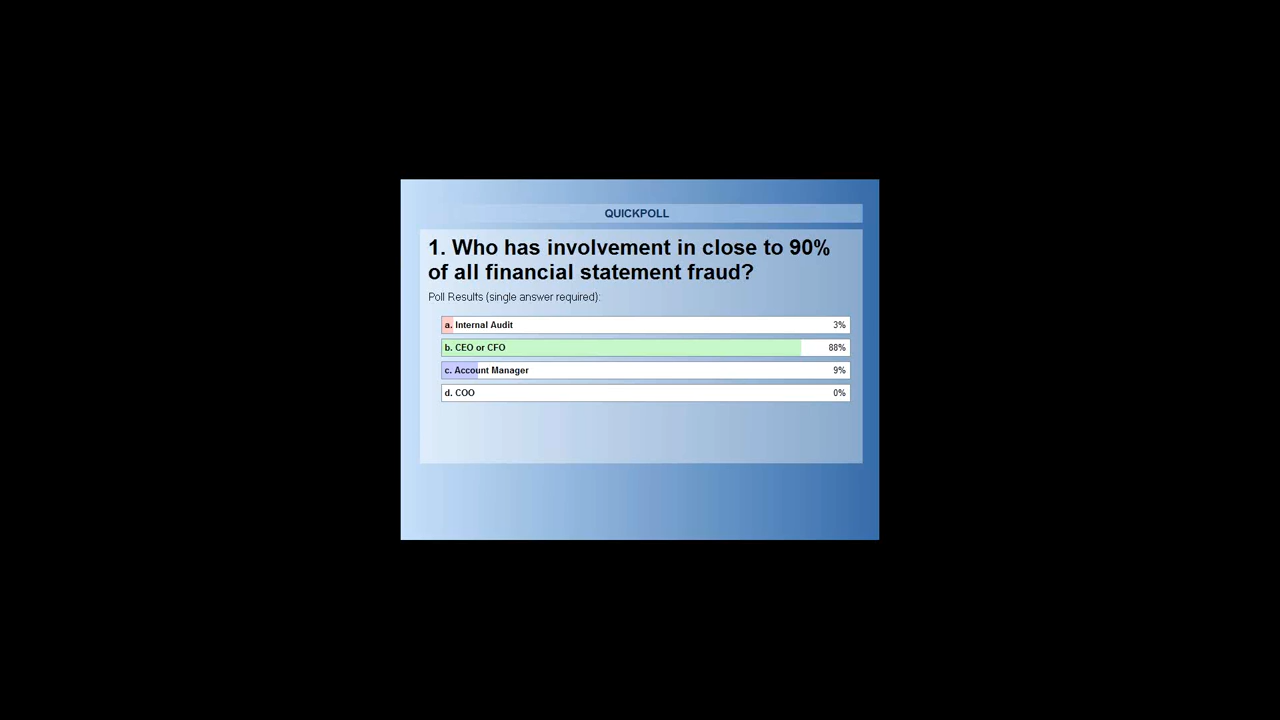 QUICKPOLL
1. Who has involvement in close to 90%
of all financial statement fraud?
Poll Results (single answer required):
a. Internal Audit 3%
b. CEO or CFO 88%
c. Account Manager 9%
d. COO 0%